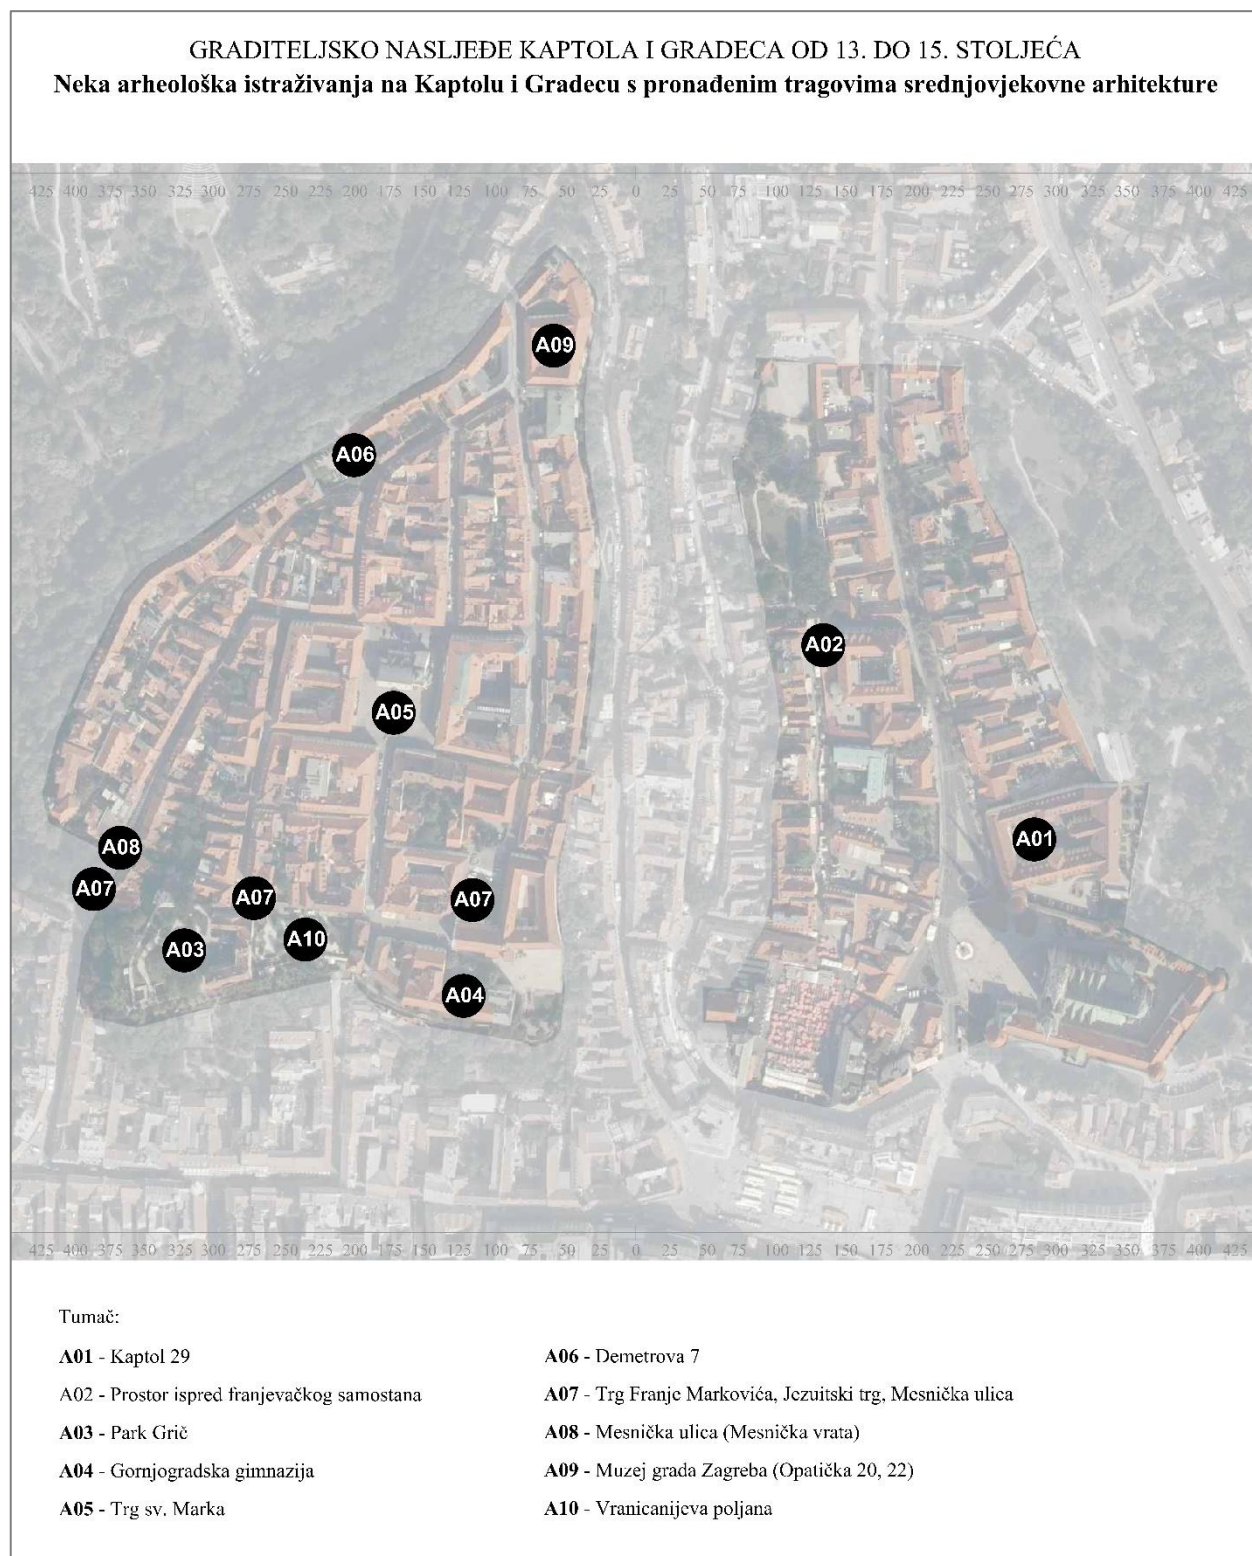 GRADITELJSKO NASLJEĐE KAPTOLA I GRADECA OD 13. DO 15. STOLJEĆA
Neka arheološka istraživanja na Kaptolu i Gradecu s pronađenim tragovima srednjovjekovne arhitekture
425 400 375 350 325 300 275 250 225 200 175 150 125 100 75 50 25 0 25 50 75 100 125 150 175 200 225 250 275 300 325 350 375 400 425
A09
A06
A02
A05
A01
A08
A07
A07
A07
A10
A03
A04
425 400 375 350 325 300 275 250 225 200 175 150 125 100 75 50 25 0 25 50 75 100 125 150 175 200 225 250 275 300 325 350 375 400 425
Tumač:
A01 - Kaptol 29
A02 - Prostor ispred franjevačkog samostana
A03 - Park Grič
A04 - Gornjogradska gimnazija
A05 - Trg sv. Marka
A06 - Demetrova 7
A07 - Trg Franje Markovića, Jezuitski trg, Mesnička ulica
A08 - Mesnička ulica (Mesnička vrata)
A09 - Muzej grada Zagreba (Opatička 20, 22)
A10 - Vranicanijeva poljana